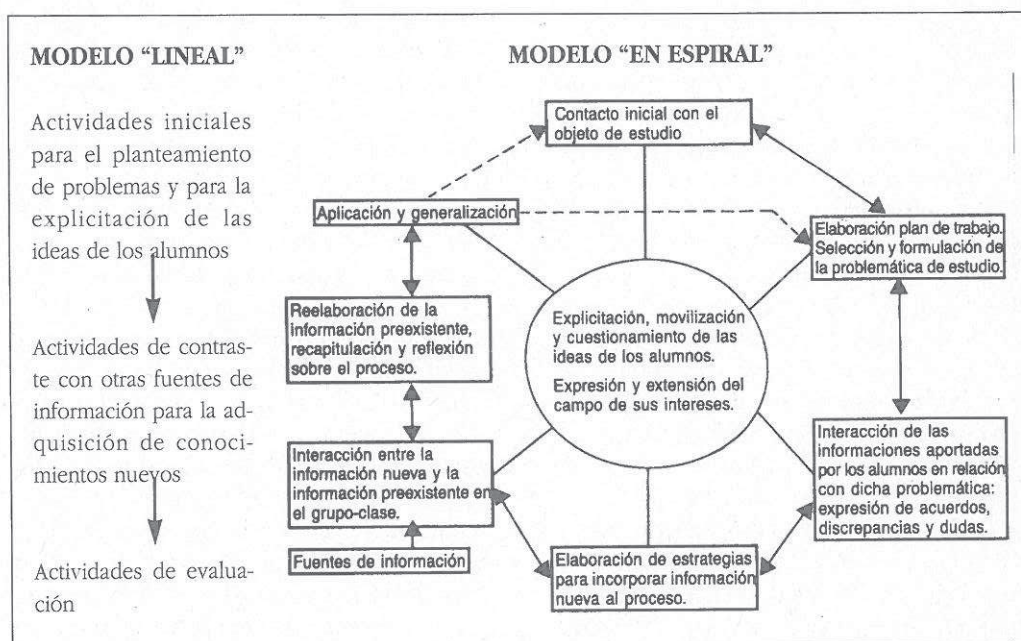 MODELO "LINEAL"
Actividades iniciales
para el planteamiento
de problemas y para la
explicitación de las
ideas de los alumnos
Actividades de contras-
te con otras fuentes de
información para la ad-
quisición de conoci-
mientos nuevos
Actividades de evalua-
ción
MODELO "EN ESPIRAL"
Contacto inicial con el
objeto de estudio
Aplicación y generalización
Elaboración plan de trabajo.
Selección y formulación de
la problemática de estudio.
Reelaboración de la
información preexistente,
recapitulación y reflexión
sobre el proceso.
Explicitación, movilización
y cuestionamiento de las
ideas de los alumnos.
Expresión y extensión del
campo de sus intereses.
Interacción entre la
información nueva y la
información preexistente en
el grupo-clase.
Interacción de las
informaciones aportadas
por los alumnos en relación
con dicha problemática:
expresión de acuerdos,
discrepancias y dudas.
Fuentes de información
Elaboración de estrategias
para incorporar información
nueva al proceso.